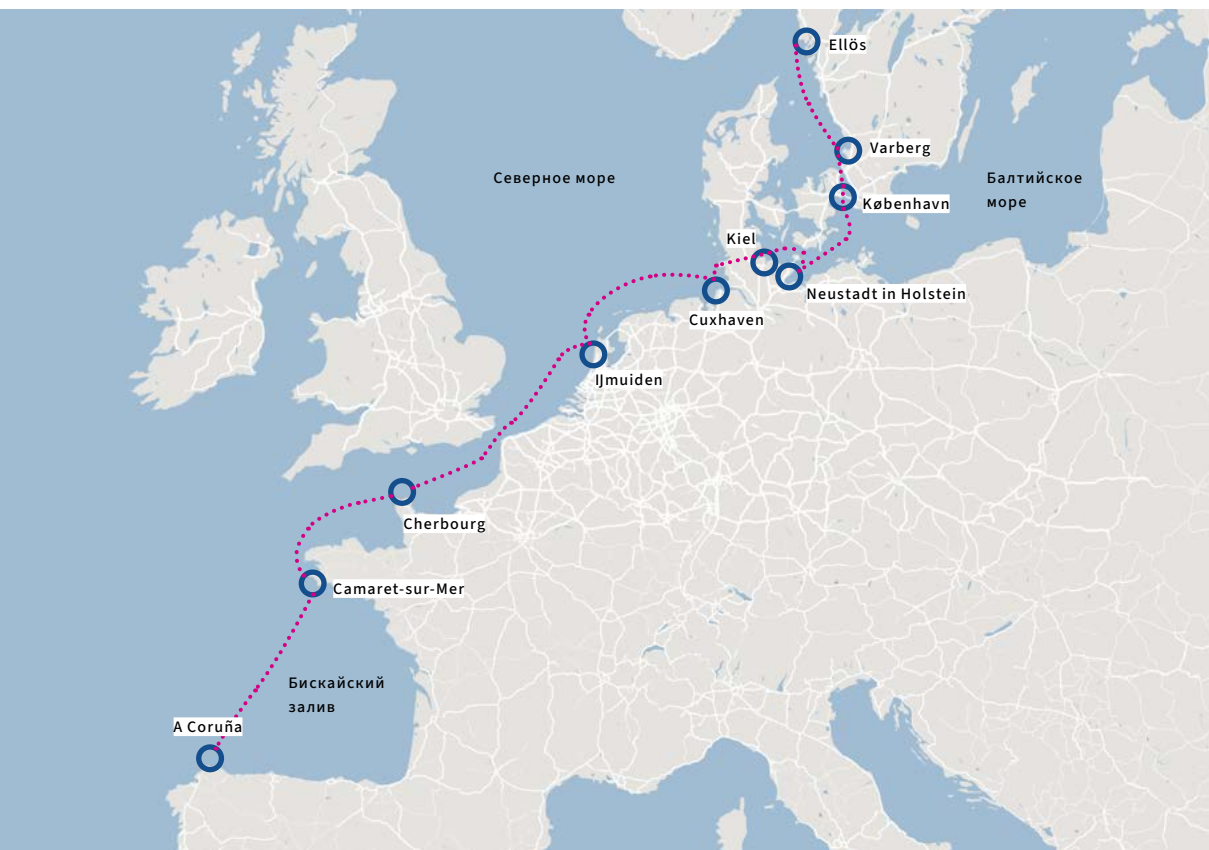 Ellös
Varberg
Северное море
Балтийское
море
København
Kiel
Neustadt in Holstein
Cuxhaven
IJmuiden
Cherbourg
Camaret-sur-Mer
Бискайский
залив
A Coruña